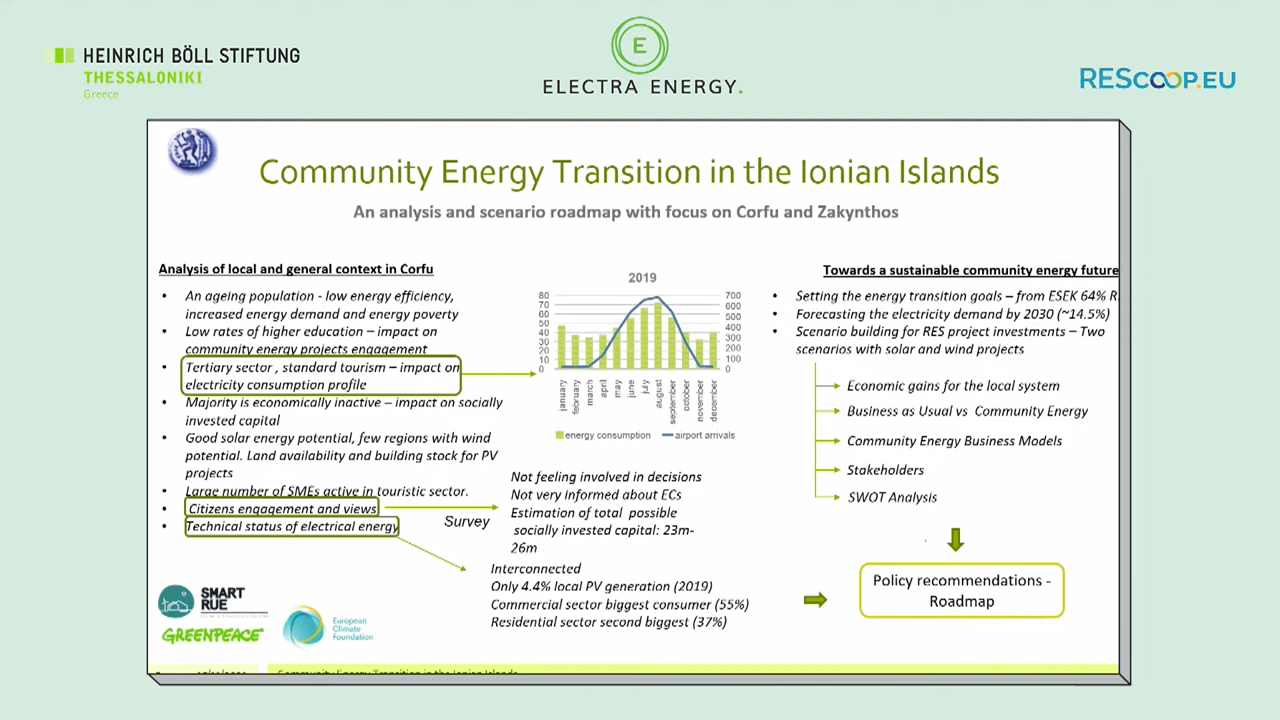 HEINRICH BÖLL STIFTUNG
THESSALONIKI
Greece
E
ELECTRA ENERGY.
REScoop.EU
Community Energy Transition in the Ionian Islands
An analysis and scenario roadmap with focus on Corfu and Zakynthos
Analysis of local and general context in Corfu
• An ageing population - low energy efficiency,
increased energy demand and energy poverty
• Low rates of higher education – impact on
community energy projects engagement
• Tertiary sector , standard tourism – impact on
electricity consumption profile
• Majority is economically inactive – impact on socially
invested capital
• Good solar energy potential, few regions with wind
potential. Land availability and building stock for PV
projects
• Large number of SMEs active in touristic sector.
• Citizens engagement and views
• Technical status of electrical energy
2019
80
70
60
50
40
30
20
10
0
700
600
500
400
300
200
100
0
january
february
march
april
may
june
july
august
september
october
november
december
energy consumption
airport arrivals
Survey
Not feeling involved in decisions
Not very informed about ECs
Estimation of total possible
socially invested capital: 23m-
26m
Interconnected
Only 4.4% local PV generation (2019)
Commercial sector biggest consumer (55%)
Residential sector second biggest (37%)
Towards a sustainable community energy future
• Setting the energy transition goals – from ESEK 64% R
• Forecasting the electricity demand by 2030 (~14.5%)
• Scenario building for RES project investments – Two
scenarios with solar and wind projects
Economic gains for the local system
Business as Usual vs Community Energy
Community Energy Business Models
Stakeholders
SWOT Analysis
Policy recommendations -
Roadmap
SMART
RUE
GREENPEACE
European
Climate
Foundation
Community Energy Transition in the Ionian Islands